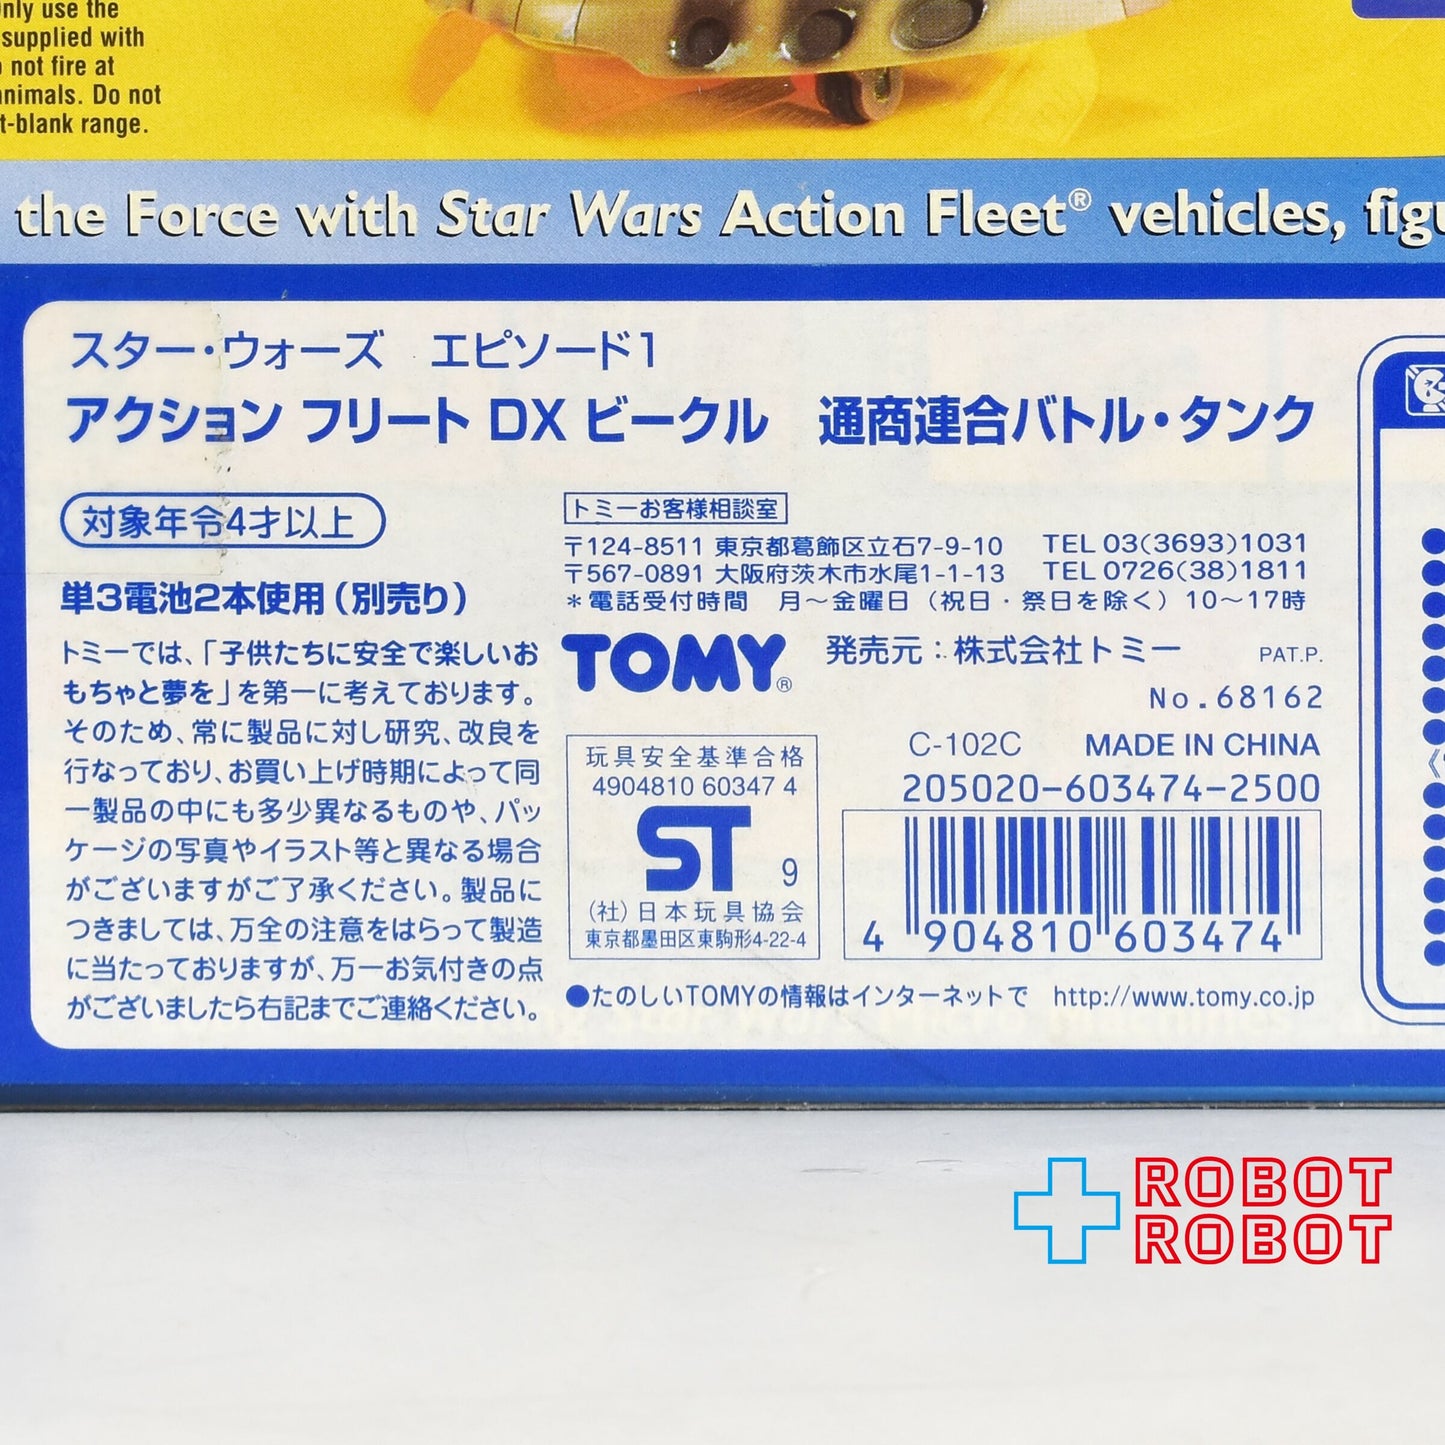 Only use the
supplied with
not fire at
animals. Do not
t-blank range.
the Force with Star Wars Action Fleet® vehicles, figu
スター・ウォーズ エピソード1
アクション フリート DX ビークル 通商連合バトル・タンク
対象年令4才以上
単3電池2本使用(別売り)
トミーでは、「子供たちに安全で楽しいお
もちゃと夢を」を第一に考えております。
そのため、常に製品に対し研究、改良を
行なっており、お買い上げ時期によって同
一製品の中にも多少異なるものや、パッ
ケージの写真やイラスト等と異なる場合
がございますがご了承ください。製品に
つきましては、万全の注意をはらって製造
に当たっておりますが、万一お気付きの点
がございましたら右記までご連絡ください。
トミーお客様相談室
〒124-8511 東京都葛飾区立石7-9-10 TEL 03(3693)1031
〒567-0891 大阪府茨木市水尾1-1-13 TEL 0726(38)1811
*電話受付時間 月〜金曜日(祝日・祭日を除く) 10〜17時
TOMY® 発売元:株式会社トミー PAT.P.
No.68162
玩具安全基準合格
4904810 60347 4
ST 9
(社)日本玩具協会
東京都墨田区東駒形4-22-4
C-102C MADE IN CHINA
205020-603474-2500
4 904810 603474
●たのしいTOMYの情報はインターネットで http://www.tomy.co.jp
ROBOT
ROBOT